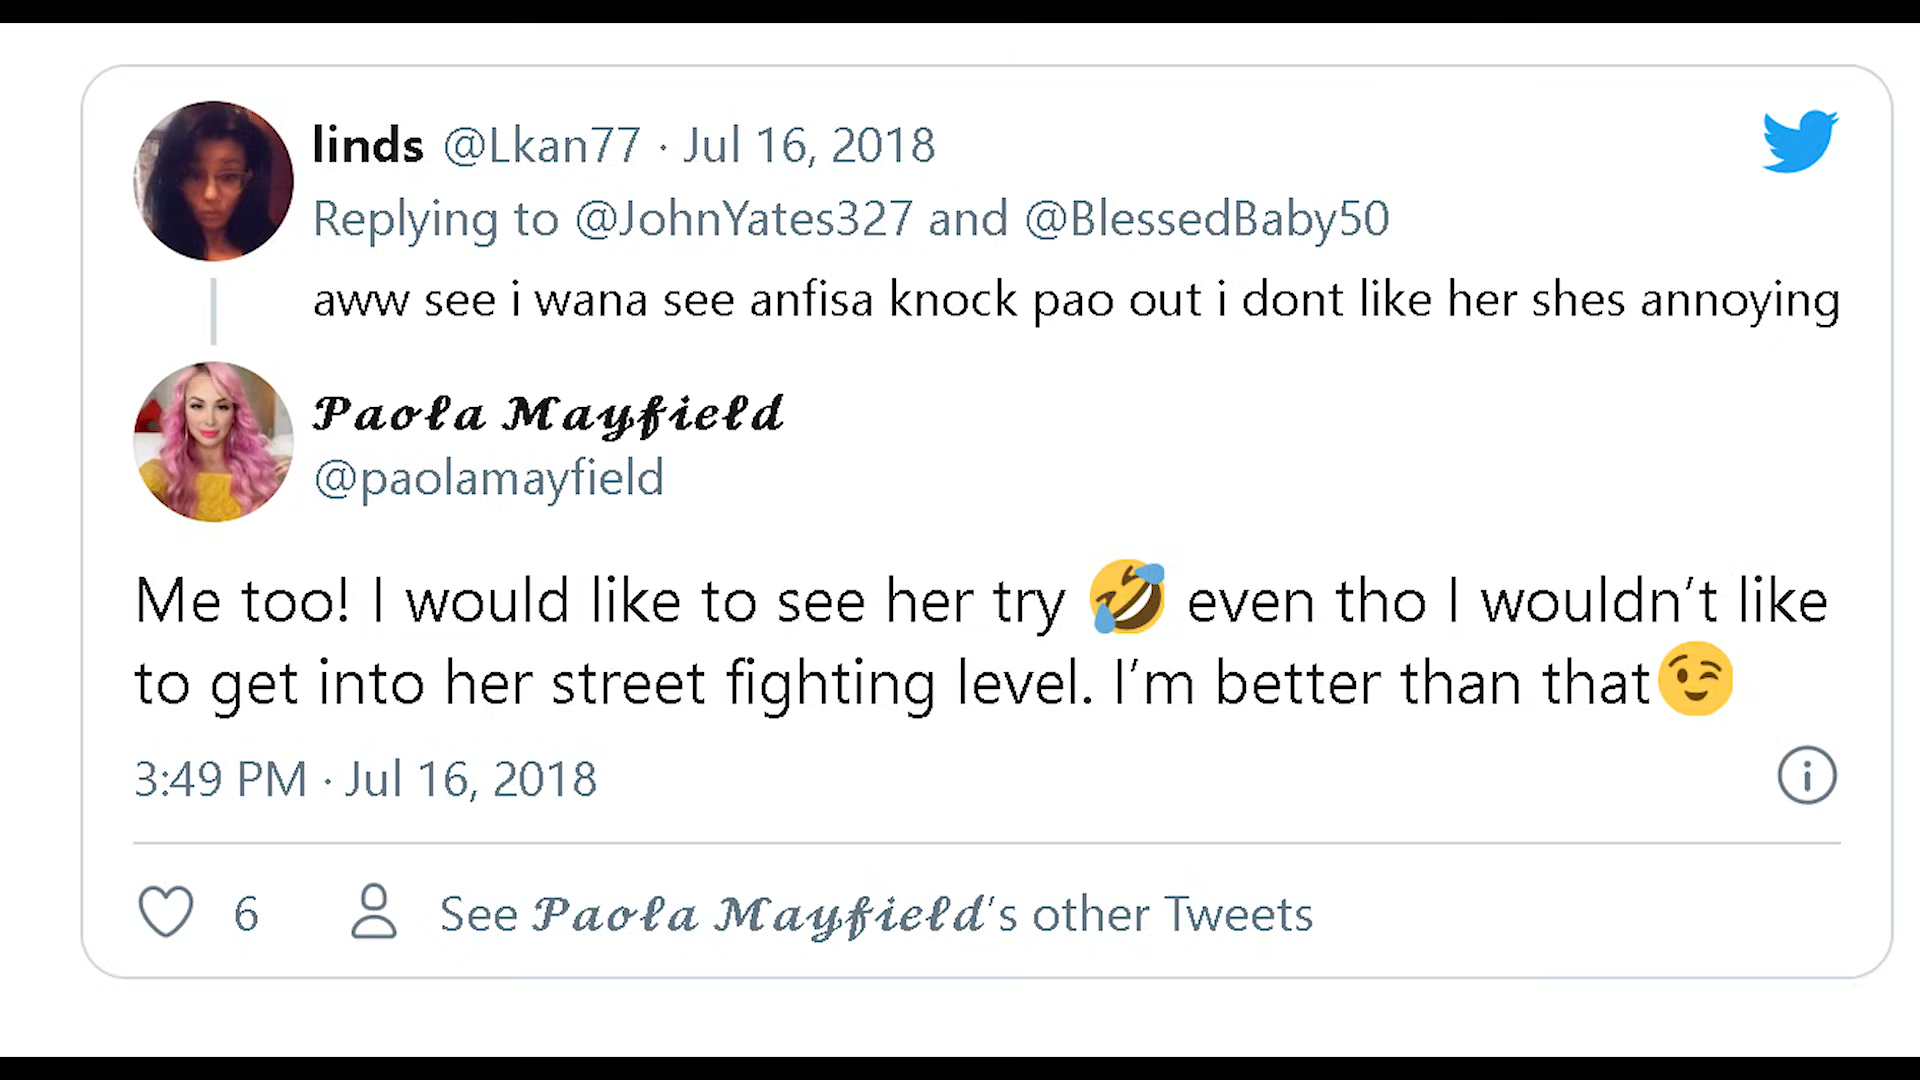 linds @Lkan77 · Jul 16, 2018
Replying to @JohnYates327 and @BlessedBaby50
aww see i wana see anfisa knock pao out i dont like her shes annoying
𝓟𝓪𝓸𝓵𝓪 𝓜𝓪𝔂𝓯𝓲𝓮𝓵𝓭
@paolamayfield
Me too! I would like to see her try 🤣 even tho I wouldn’t like
to get into her street fighting level. I’m better than that😉
3:49 PM · Jul 16, 2018
6 See 𝓟𝓪𝓸𝓵𝓪 𝓜𝓪𝔂𝓯𝓲𝓮𝓵𝓭’s other Tweets